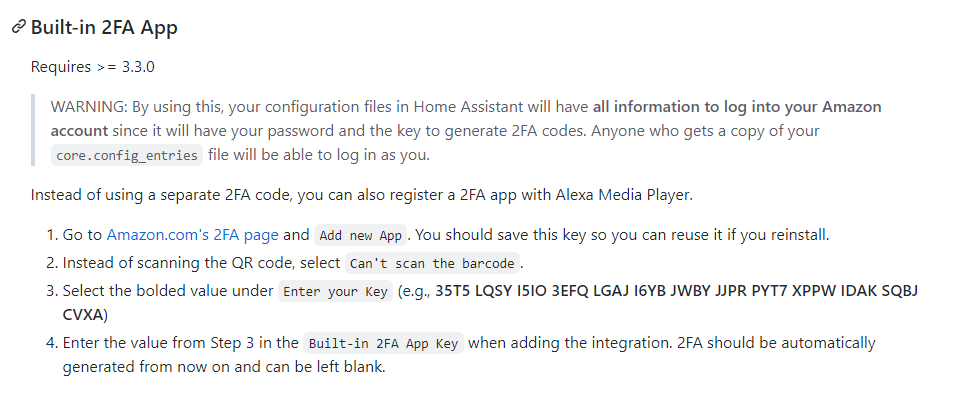 Built-in 2FA App
Requires >= 3.3.0
WARNING: By using this, your configuration files in Home Assistant will have all information to log into your Amazon
account since it will have your password and the key to generate 2FA codes. Anyone who gets a copy of your
core.config_entries file will be able to log in as you.
Instead of using a separate 2FA code, you can also register a 2FA app with Alexa Media Player.
1. Go to Amazon.com's 2FA page and Add new App. You should save this key so you can reuse it if you reinstall.
2. Instead of scanning the QR code, select Can't scan the barcode.
3. Select the bolded value under Enter your Key (e.g., 35T5 LQSY I5IO 3EFQ LGAJ I6YB JWBY JJPR PYT7 XPPW IDAK SQBJ
CVXA)
4. Enter the value from Step 3 in the Built-in 2FA App Key when adding the integration. 2FA should be automatically
generated from now on and can be left blank.